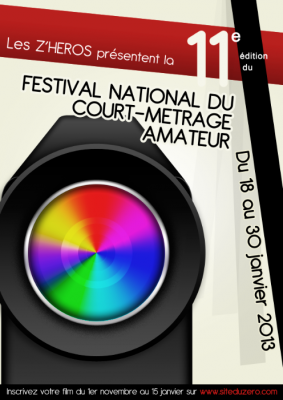 Les Z'HEROS présentent la
11e
édition
du
FESTIVAL NATIONAL DU
COURT-METRAGE
AMATEUR
Du 18 au 30 janvier 2013
Inscrivez votre film du 1er novembre au 15 janvier sur www.siteduzero.com